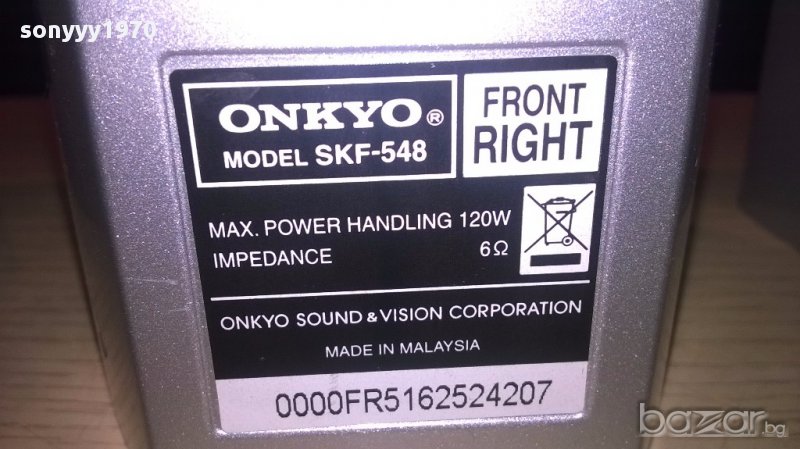 sonyyy1970
ONKYO®
MODEL SKF-548
FRONT
RIGHT
MAX. POWER HANDLING 120W
IMPEDANCE 6Ω
ONKYO SOUND & VISION CORPORATION
MADE IN MALAYSIA
0000FR5162524207
bazar.bg